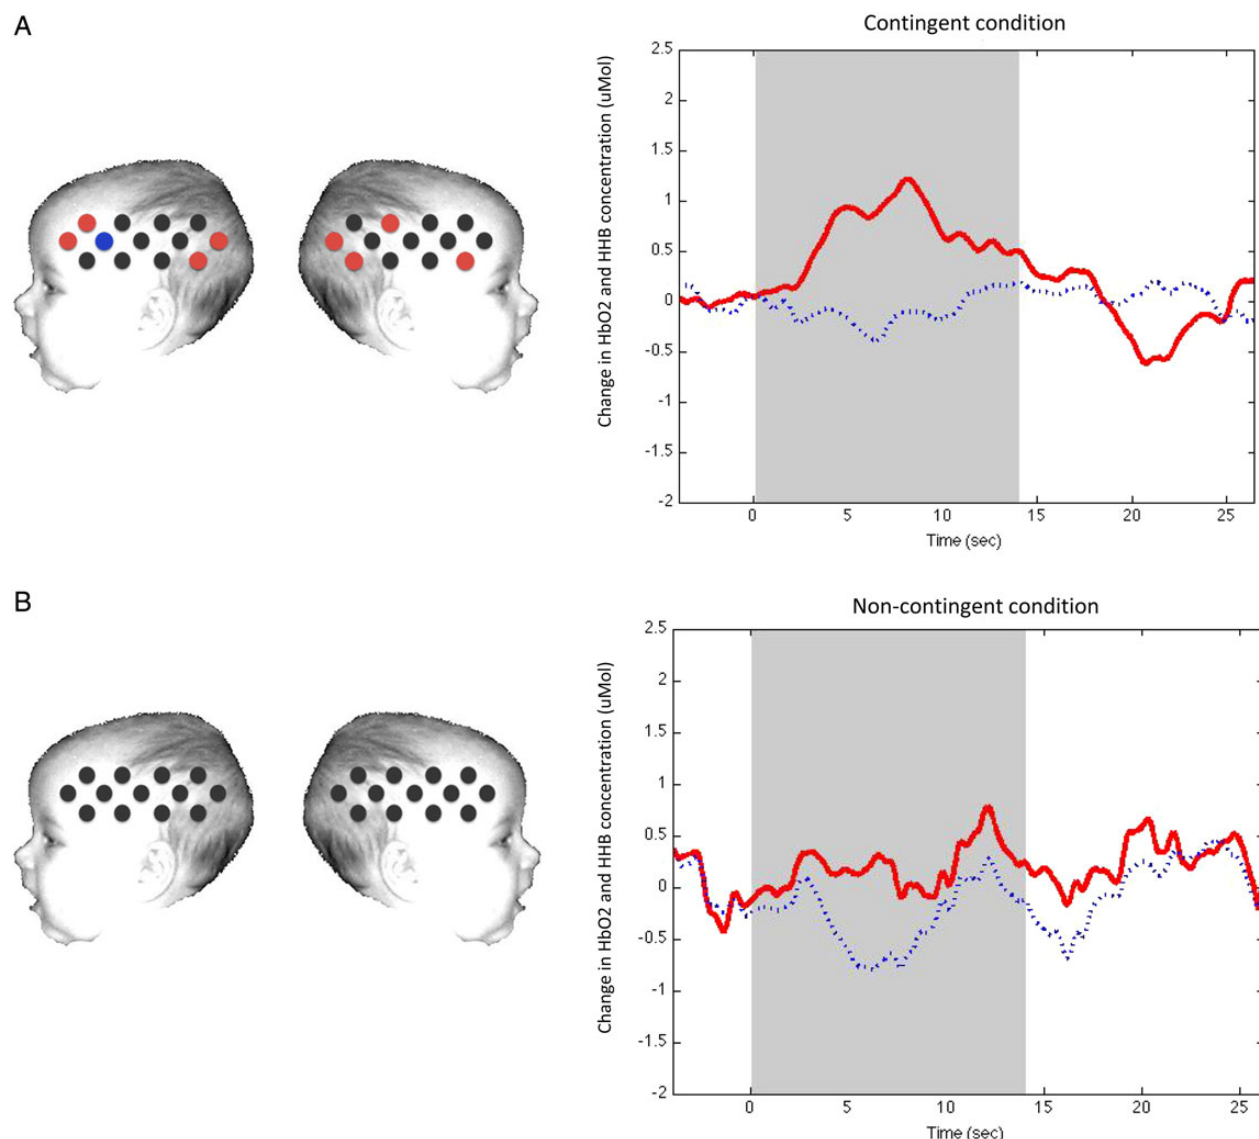 A
Contingent condition
Change in HbO2 and HHB concentration (uMol)
2.5
2
1.5
1
0.5
0
-0.5
-1
-1.5
-2
0 5 10 15 20 25
Time (sec)
B
Non-contingent condition
Change in HbO2 and HHB concentration (uMol)
2.5
2
1.5
1
0.5
0
-0.5
-1
-1.5
-2
0 5 10 15 20 25
Time (sec)